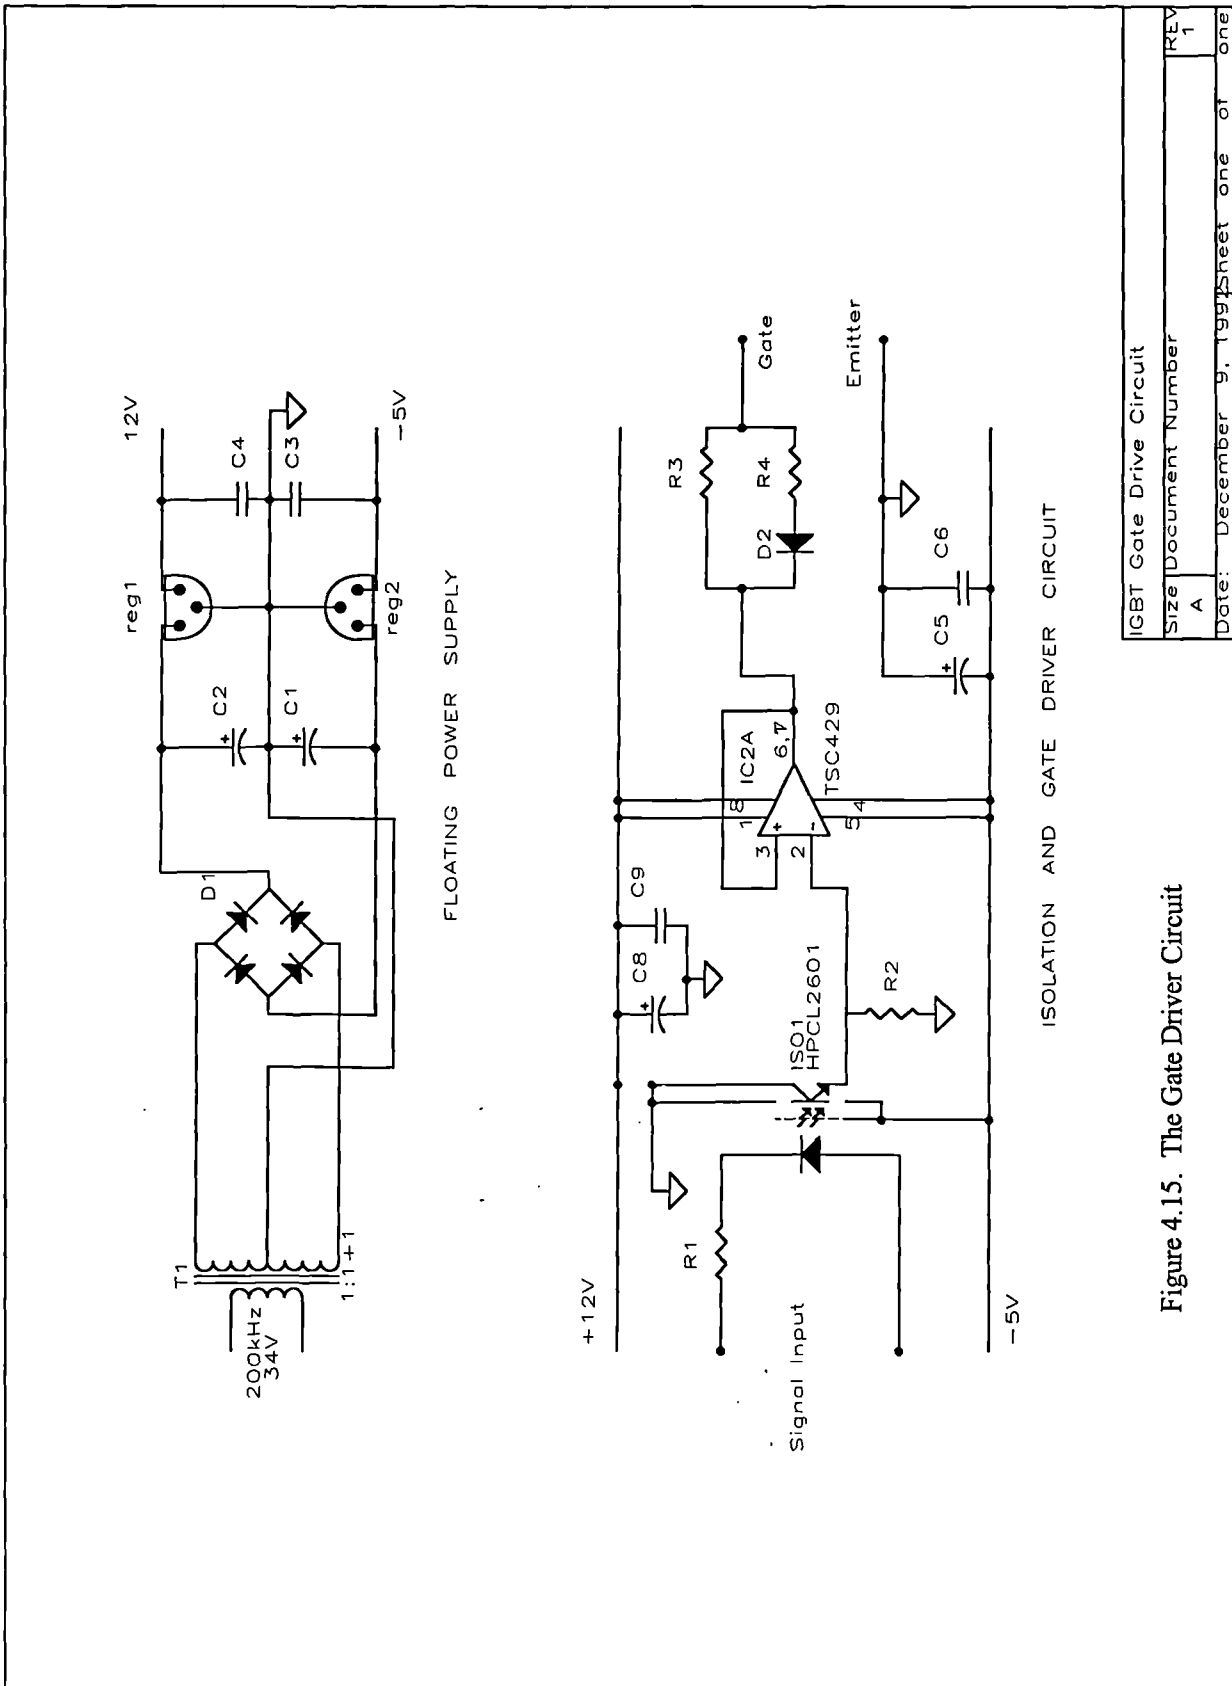 T1
200kHz
34V
1:1+1
D1
C2
C1
reg1
reg2
C4
C3
12V
-5V
FLOATING POWER SUPPLY
+12V
Signal Input
-5V
R1
ISO1
HPCL2601
C8
C9
R2
3
2
1
8
5
4
IC2A
6,7
TSC429
R3
D2
R4
Gate
Emitter
C5
C6
ISOLATION AND GATE DRIVER CIRCUIT
IGBT Gate Drive Circuit
Size Document Number
REV
A
1
Date: December 9, Sheet one of one
Figure 4.15. The Gate Driver Circuit